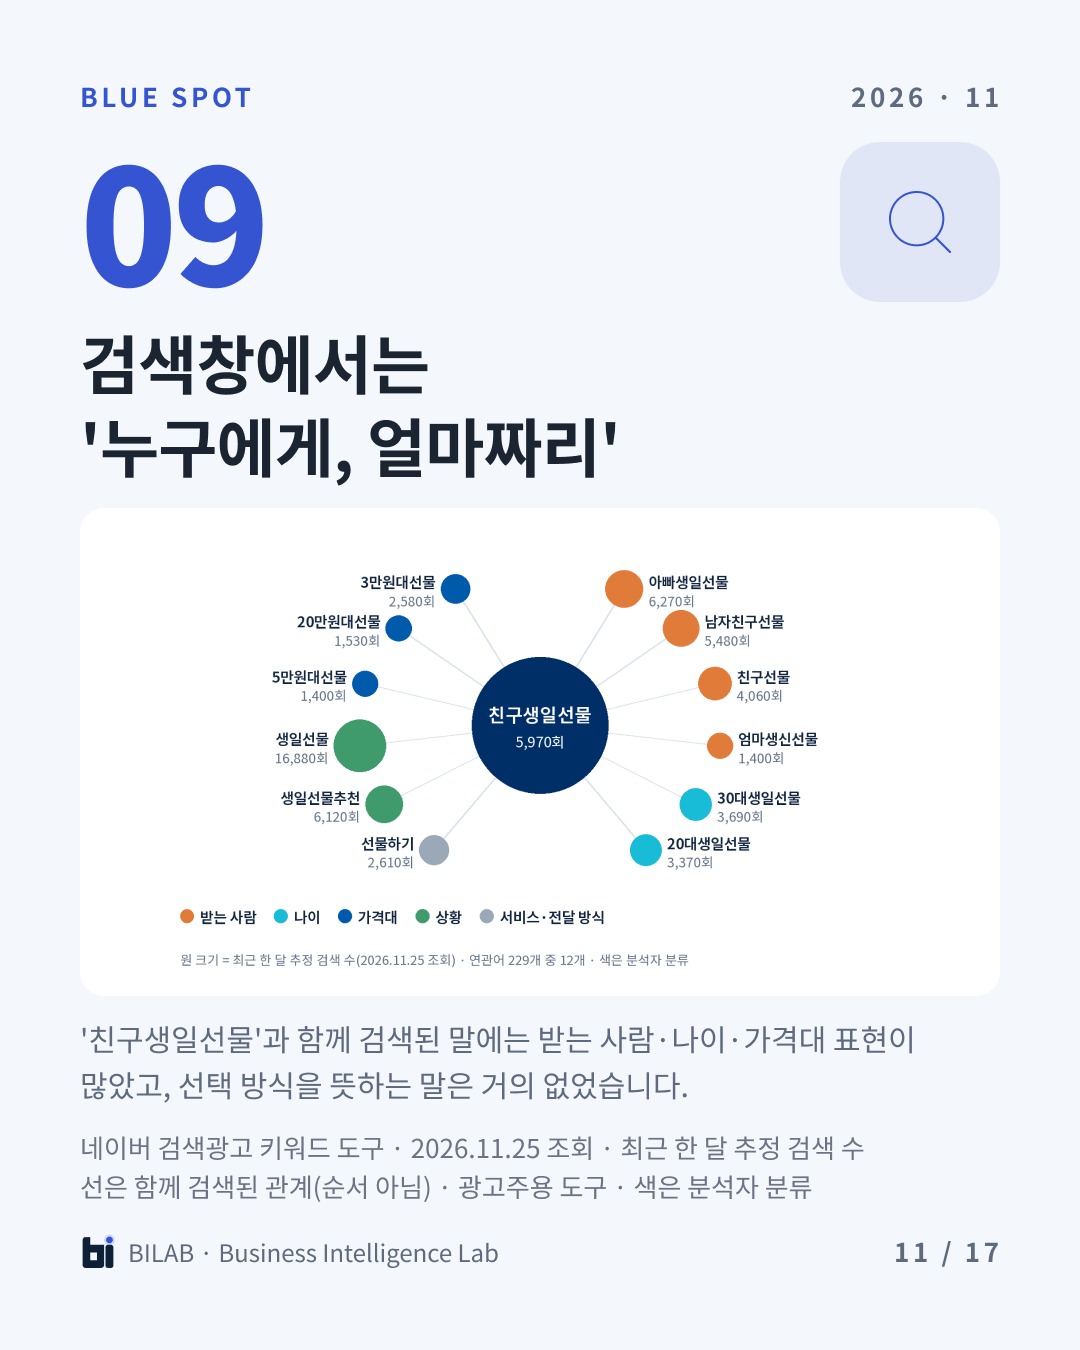 BLUE SPOT
2026 · 11
09
검색창에서는
'누구에게, 얼마짜리'
3만원대선물
2,580회
20만원대선물
1,530회
5만원대선물
1,400회
생일선물
16,880회
생일선물추천
6,120회
선물하기
2,610회
친구생일선물
5,970회
아빠생일선물
6,270회
남자친구선물
5,480회
친구선물
4,060회
엄마생신선물
1,400회
30대생일선물
3,690회
20대생일선물
3,370회
받는 사람 나이 가격대 상황 서비스·전달 방식
원 크기 = 최근 한 달 추정 검색 수(2026.11.25 조회) · 연관어 229개 중 12개 · 색은 분석자 분류
'친구생일선물'과 함께 검색된 말에는 받는 사람·나이·가격대 표현이
많았고, 선택 방식을 뜻하는 말은 거의 없었습니다.
네이버 검색광고 키워드 도구 · 2026.11.25 조회 · 최근 한 달 추정 검색 수
선은 함께 검색된 관계(순서 아님) · 광고주용 도구 · 색은 분석자 분류
bi BILAB · Business Intelligence Lab
11 / 17